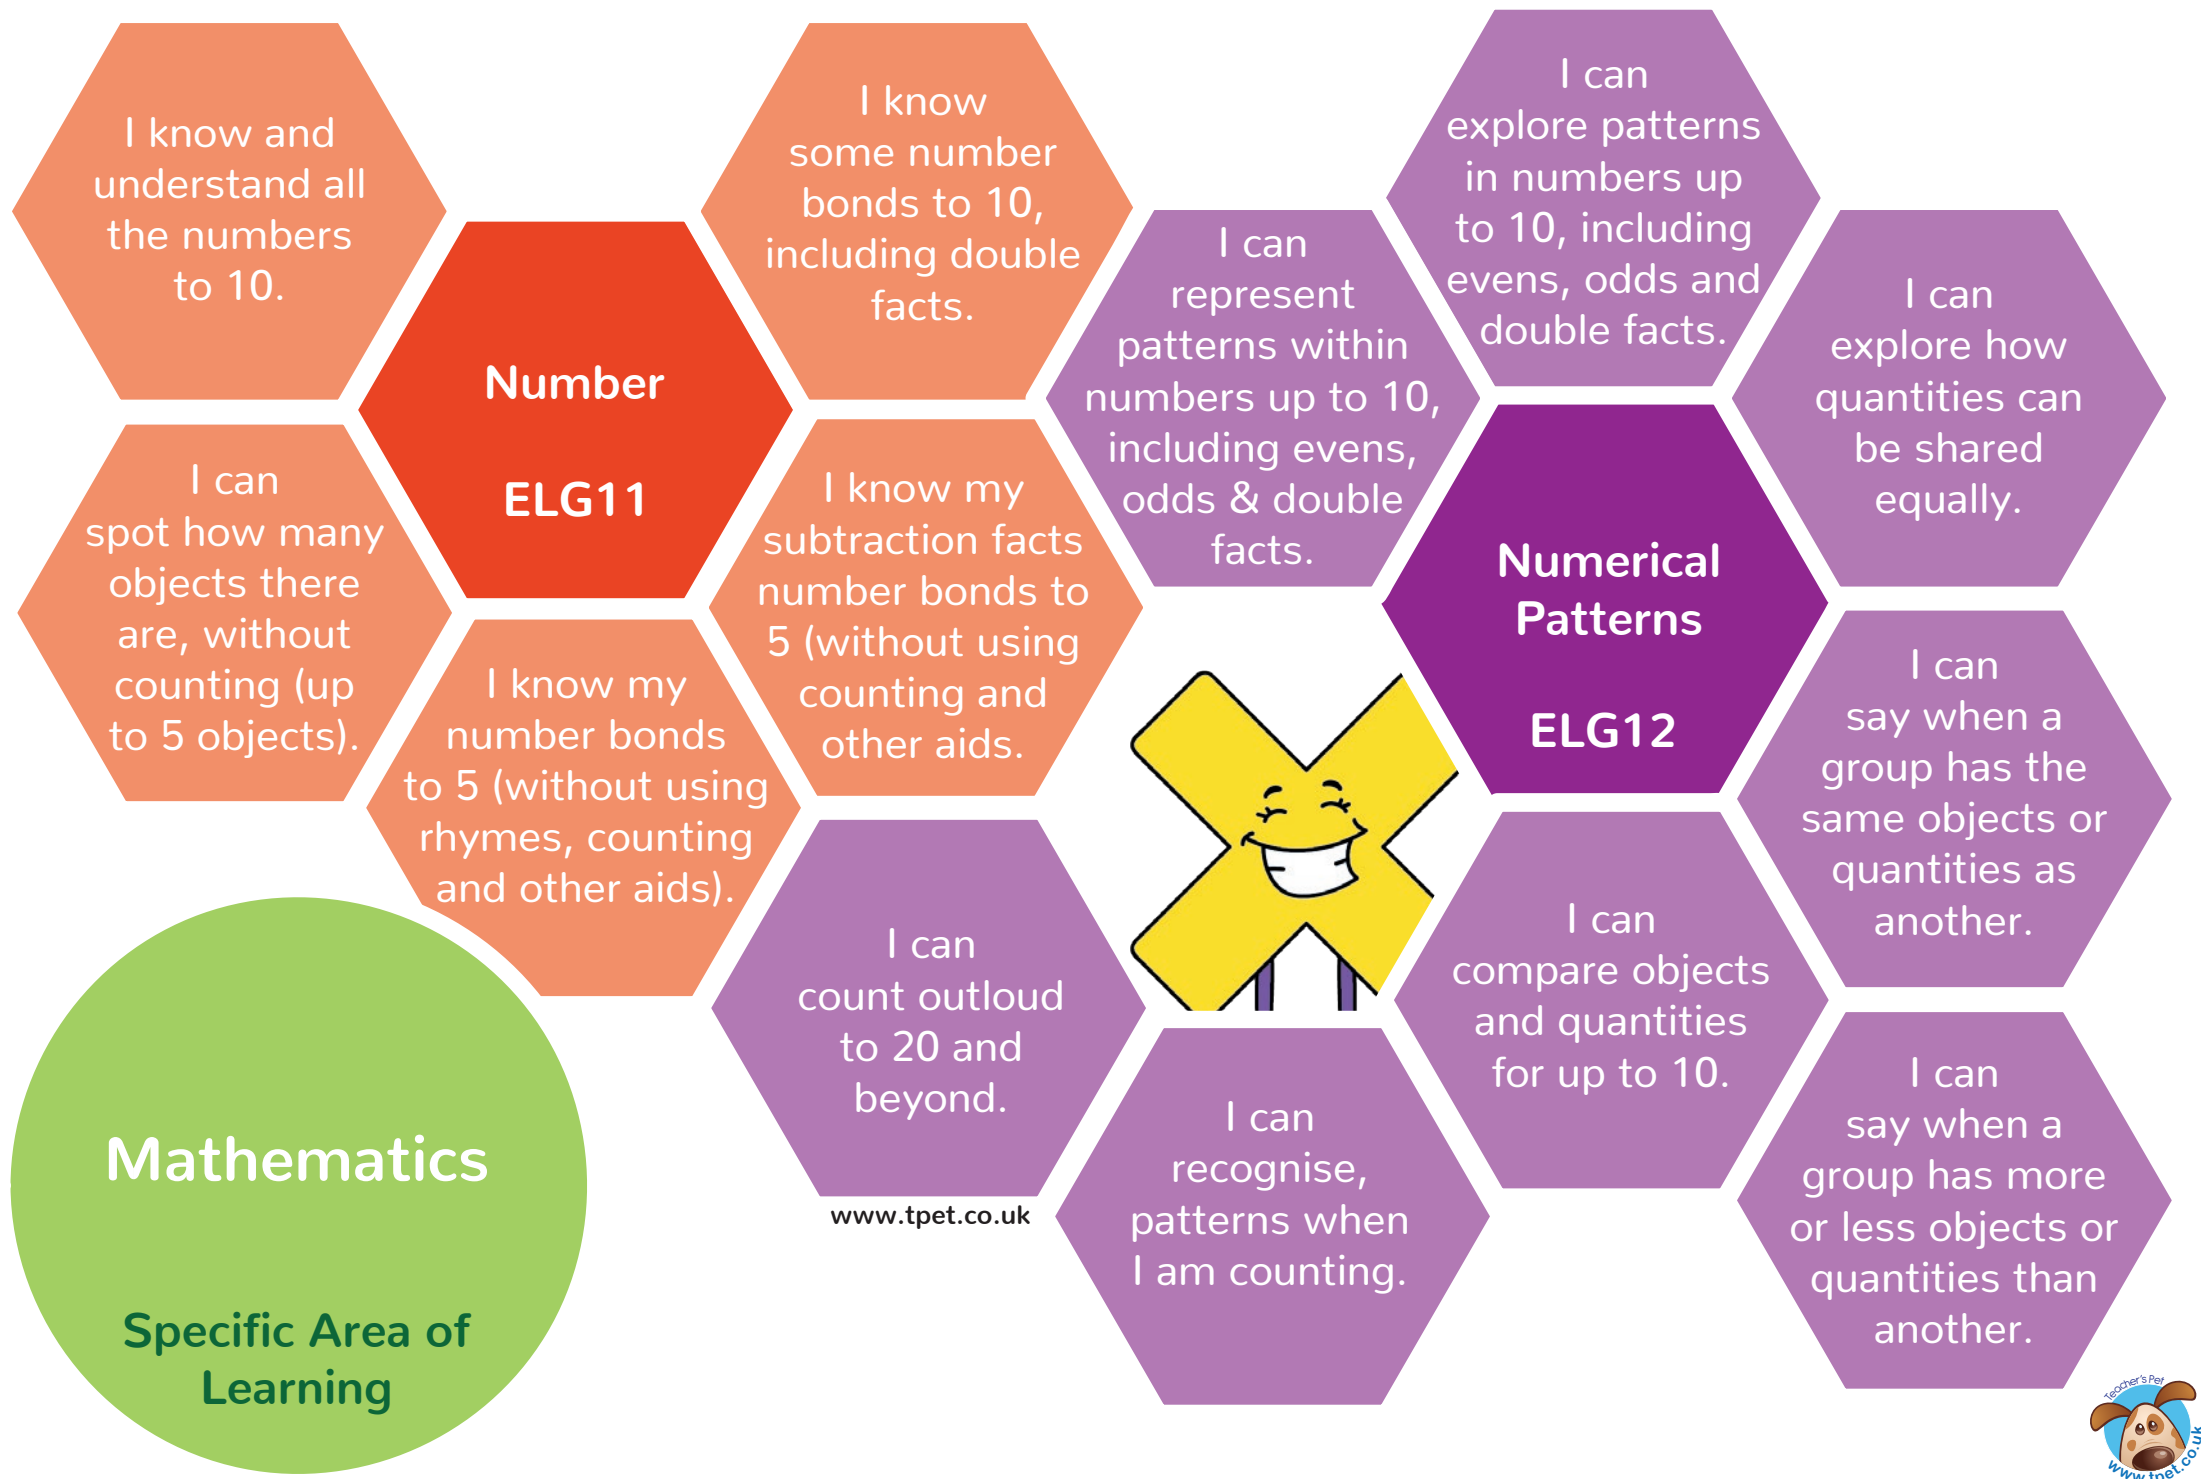 I know and
understand all
the numbers
to 10.
Number
ELG11
I know
some number
bonds to 10,
including double
facts.
I can
spot how many
objects there
are, without
counting (up
to 5 objects).
I know my
number bonds
to 5 (without using
rhymes, counting
and other aids).
I know my
subtraction facts
number bonds to
5 (without using
counting and
other aids.
I can
represent
patterns within
numbers up to 10,
including evens,
odds & double
facts.
I can
explore patterns
in numbers up
to 10, including
evens, odds and
double facts.
I can
explore how
quantities can
be shared
equally.
Numerical
Patterns
ELG12
I can
say when a
group has the
same objects or
quantities as
another.
I can
compare objects
and quantities
for up to 10.
I can
count outloud
to 20 and
beyond.
I can
recognise,
patterns when
I am counting.
I can
say when a
group has more
or less objects or
quantities than
another.
Mathematics
Specific Area of
Learning
www.tpet.co.uk
Teacher's Pet
www.tpet.co.uk